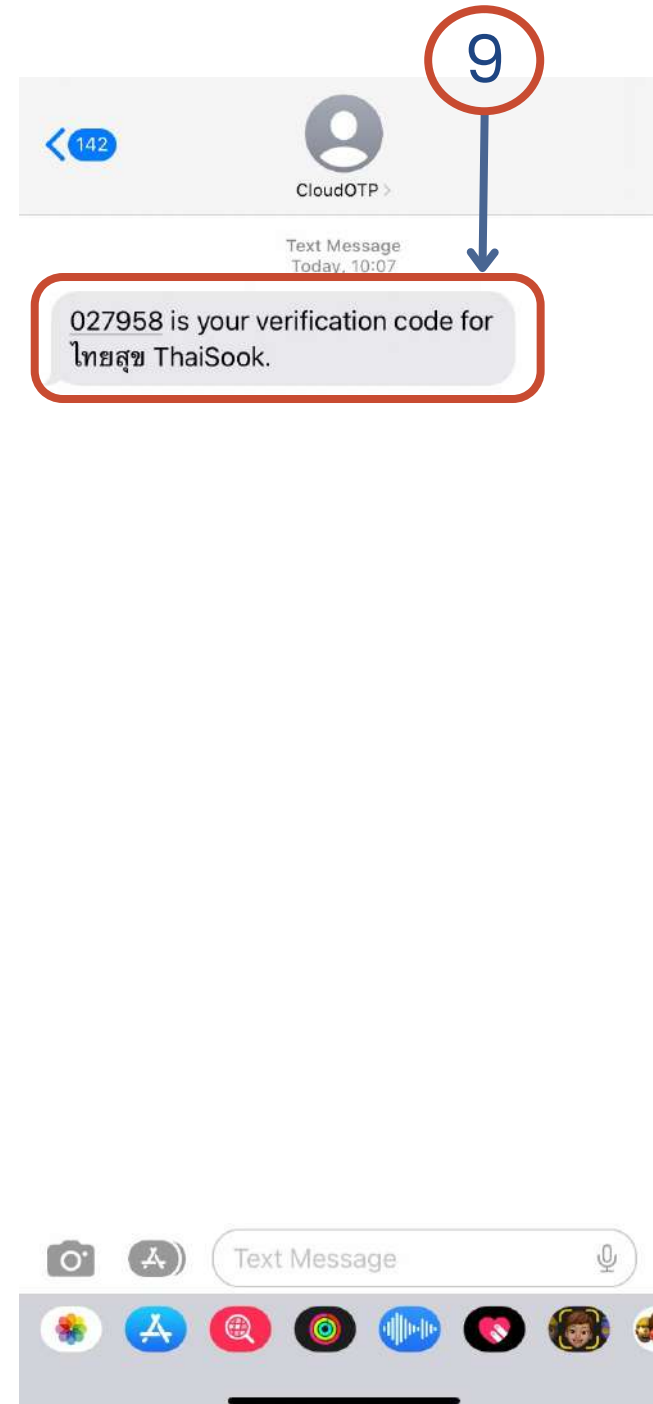 9
142
CloudOTP
Text Message
Today, 10:07
027958 is your verification code for
ไทยสุข ThaiSook.
Text Message